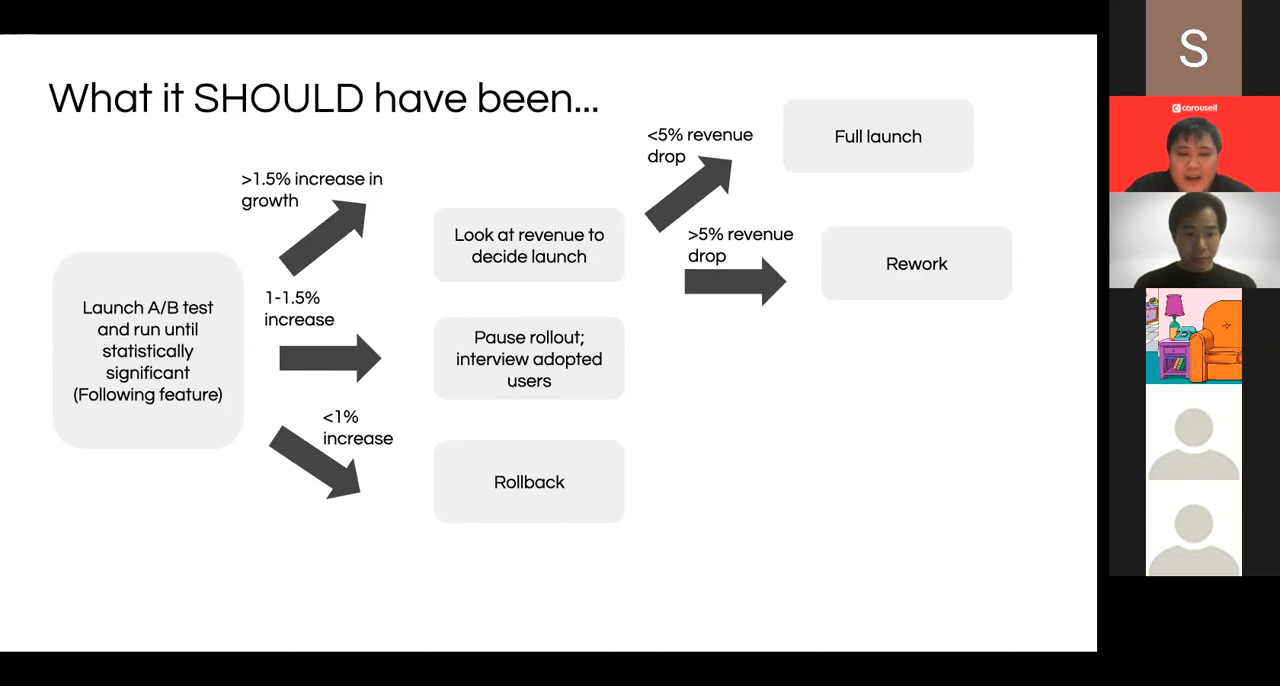 What it SHOULD have been...
>1.5% increase in
growth
1-1.5%
increase
<1%
increase
Launch A/B test
and run until
statistically
significant
(Following feature)
Look at revenue to
decide launch
Pause rollout;
interview adopted
users
Rollback
<5% revenue
drop
>5% revenue
drop
Full launch
Rework
S
carousell